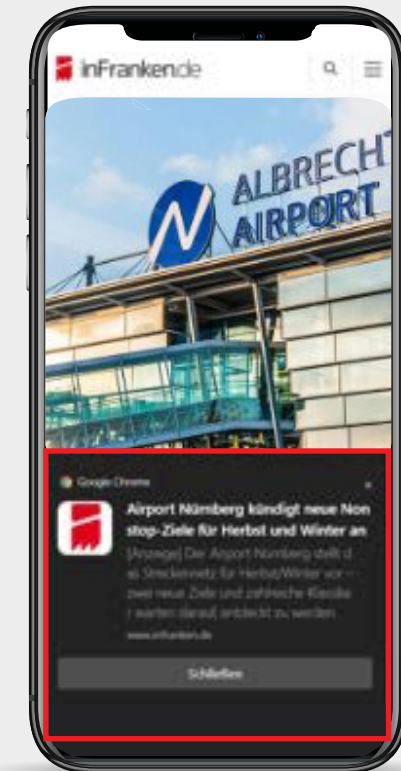 inFranken.de
ALBRECHT
AIRPORT
Google Chrome
Airport Nürnberg kündigt neue Non
stop-Ziele für Herbst und Winter an
[Anzeige] Der Airport Nürnberg stellt d
as Streckennetz für Herbst/Winter vor –
zwei neue Ziele und zahlreiche Klassike
r warten darauf, entdeckt zu werden.
www.infranken.de
Schließen